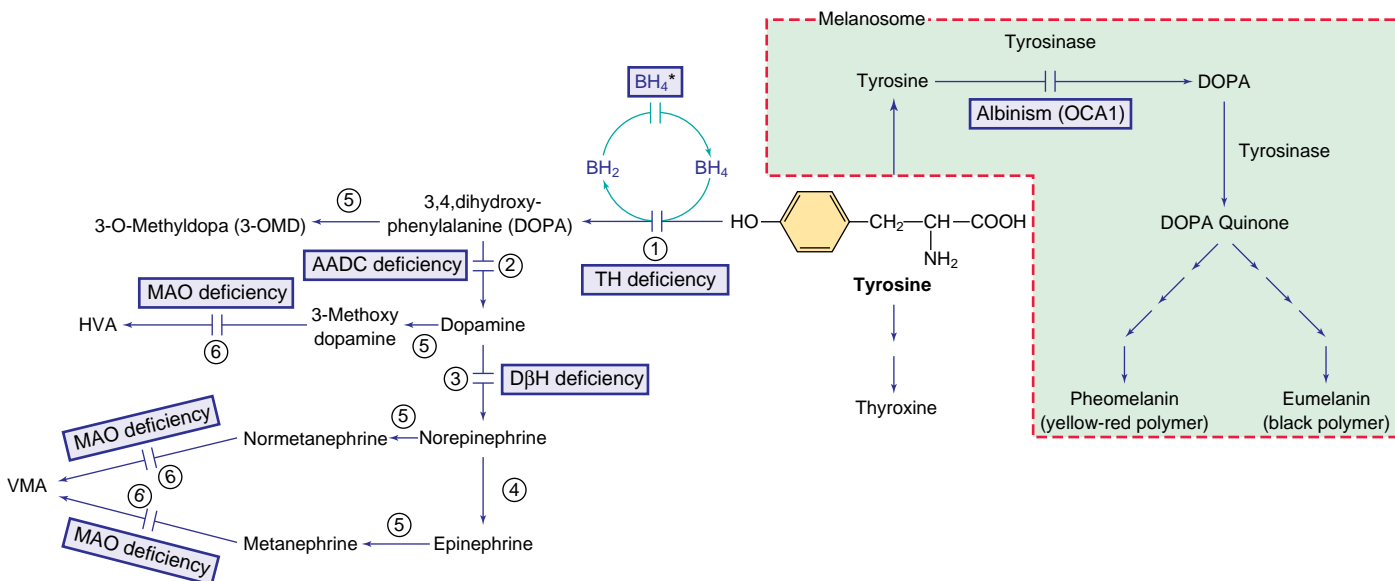 Melanosome
Tyrosinase
BH4*
Tyrosine
DOPA
Albinism (OCA1)
BH2
BH4
Tyrosinase
5
3,4,dihydroxy-
3-O-Methyldopa (3-OMD)
phenylalanine (DOPA)
HO
CH2
CH
COOH
NH2
DOPA Quinone
1
AADC deficiency
2
TH deficiency
Tyrosine
MAO deficiency
HVA
3-Methoxy
dopamine
Dopamine
5
6
3
DβH deficiency
Thyroxine
Pheomelanin
(yellow-red polymer)
Eumelanin
(black polymer)
MAO deficiency
5
Normetanephrine
Norepinephrine
6
VMA
6
4
5
MAO deficiency
Metanephrine
Epinephrine